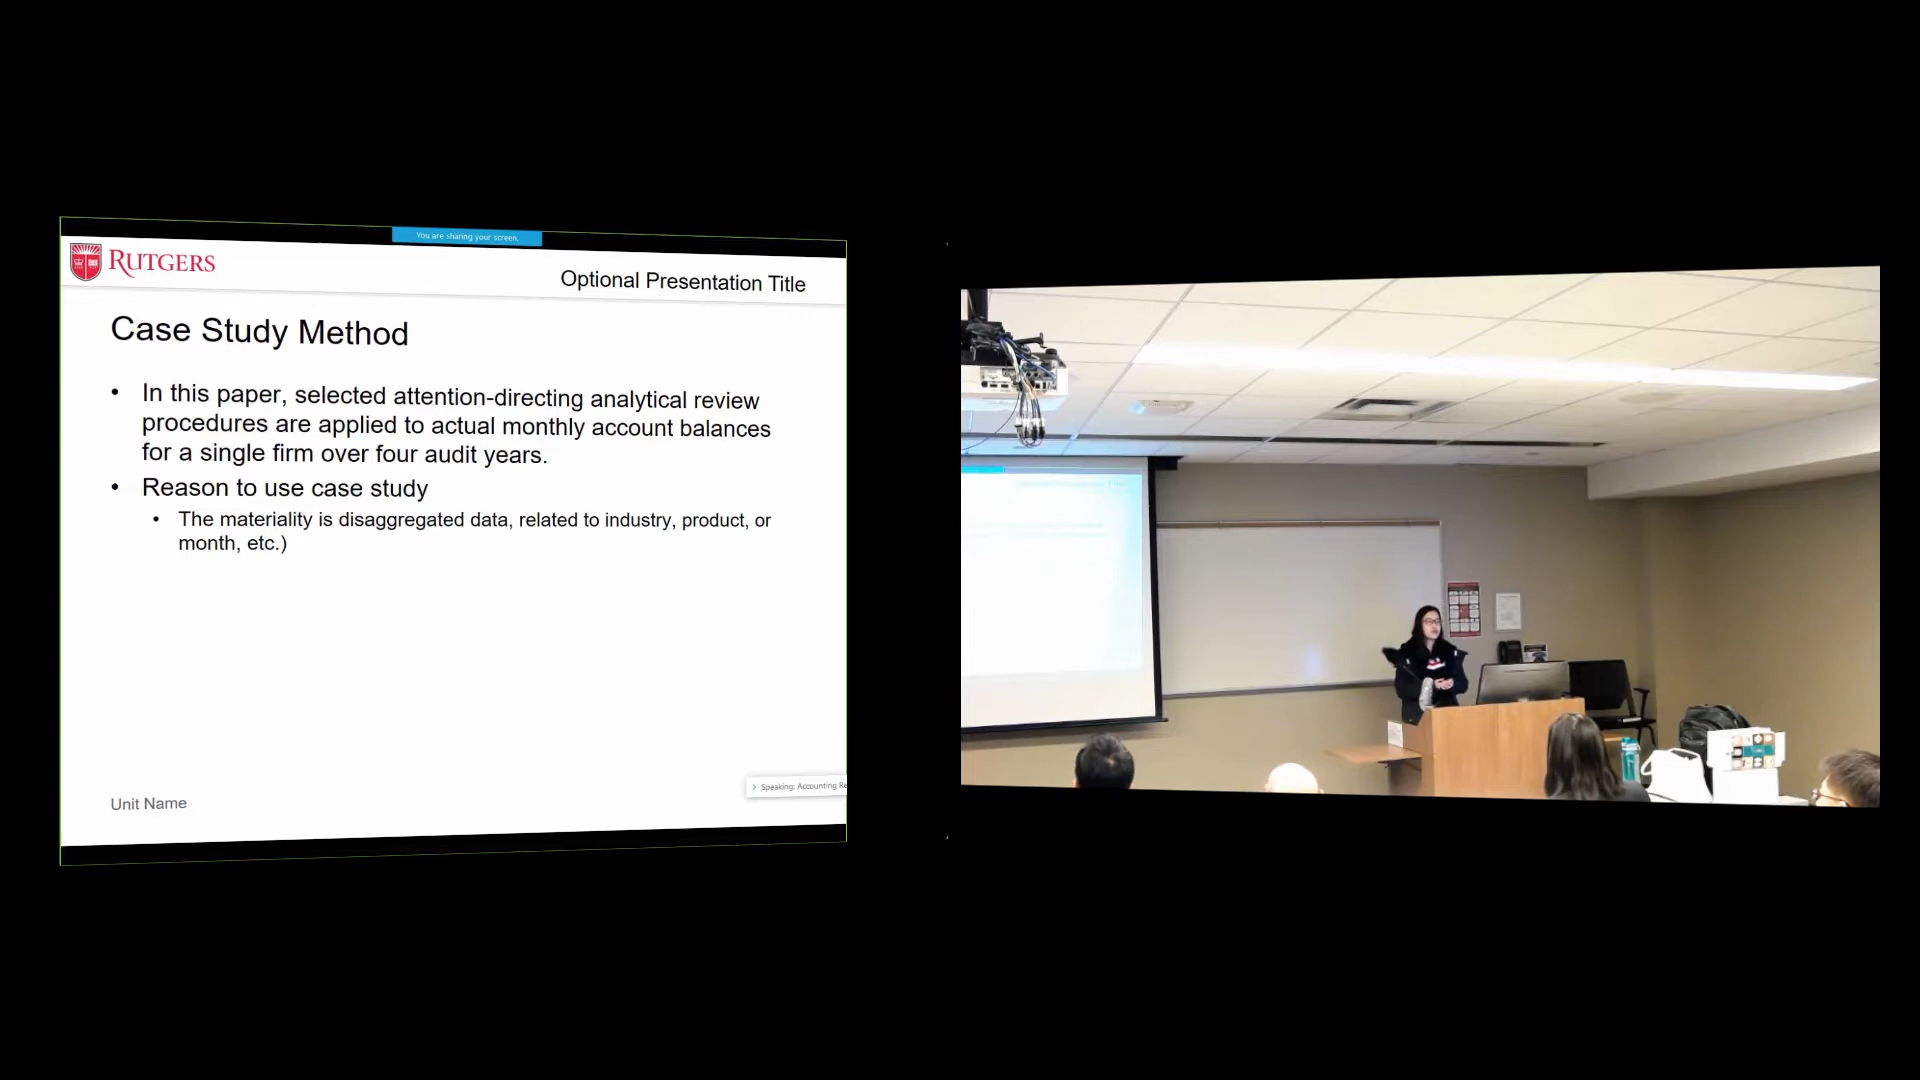 You are sharing your screen.
RUTGERS
Optional Presentation Title
Case Study Method
• In this paper, selected attention-directing analytical review
procedures are applied to actual monthly account balances
for a single firm over four audit years.
• Reason to use case study
• The materiality is disaggregated data, related to industry, product, or
month, etc.)
Speaking: Accounting Re
Unit Name